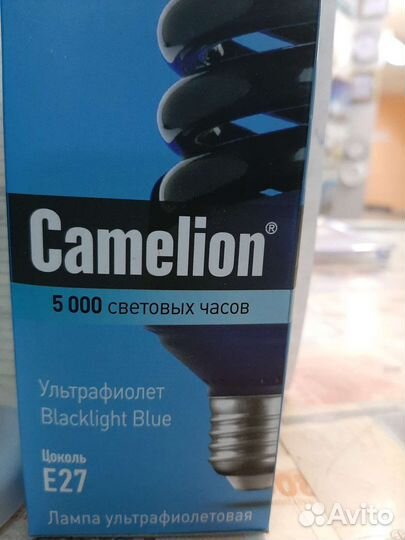 Camelion®
5 000 световых часов
Ультрафиолет
Blacklight Blue
Цоколь
E27
Лампа ультрафиолетовая
Avito